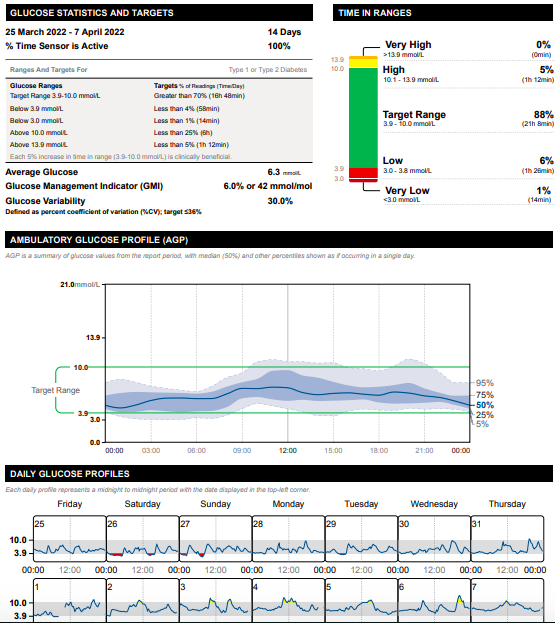 GLUCOSE STATISTICS AND TARGETS
25 March 2022 - 7 April 2022 14 Days
% Time Sensor is Active 100%
Ranges And Targets For Type 1 or Type 2 Diabetes
Glucose Ranges Targets % of Readings (Time/Day)
Target Range 3.9-10.0 mmol/L Greater than 70% (16h 48min)
Below 3.9 mmol/L Less than 4% (58min)
Below 3.0 mmol/L Less than 1% (14min)
Above 10.0 mmol/L Less than 25% (6h)
Above 13.9 mmol/L Less than 5% (1h 12min)
Each 5% increase in time in range (3.9-10.0 mmol/L) is clinically beneficial.
Average Glucose 6.3 mmol/L
Glucose Management Indicator (GMI) 6.0% or 42 mmol/mol
Glucose Variability 30.0%
Defined as percent coefficient of variation (%CV); target ≤36%
TIME IN RANGES
Very High 0%
>13.9 mmol/L (0min)
13.9
10.0
High 5%
10.1 - 13.9 mmol/L (1h 12min)
Target Range 88%
3.9 - 10.0 mmol/L (21h 8min)
3.9
3.0
Low 6%
3.0 - 3.8 mmol/L (1h 26min)
Very Low 1%
<3.0 mmol/L (14min)
AMBULATORY GLUCOSE PROFILE (AGP)
AGP is a summary of glucose values from the report period, with median (50%) and other percentiles shown as if occurring in a single day.
21.0 mmol/L
13.9
10.0
Target Range
3.9
3.0
0.0
95%
75%
50%
25%
5%
00:00 03:00 06:00 09:00 12:00 15:00 18:00 21:00 00:00
DAILY GLUCOSE PROFILES
Each daily profile represents a midnight to midnight period with the date displayed in the top-left corner.
Friday Saturday Sunday Monday Tuesday Wednesday Thursday
25 26 27 28 29 30 31
10.0
3.9
00:00 12:00 00:00 12:00 00:00 12:00 00:00 12:00 00:00 12:00 00:00 12:00 00:00 12:00 00:00
1 2 3 4 5 6 7
10.0
3.9